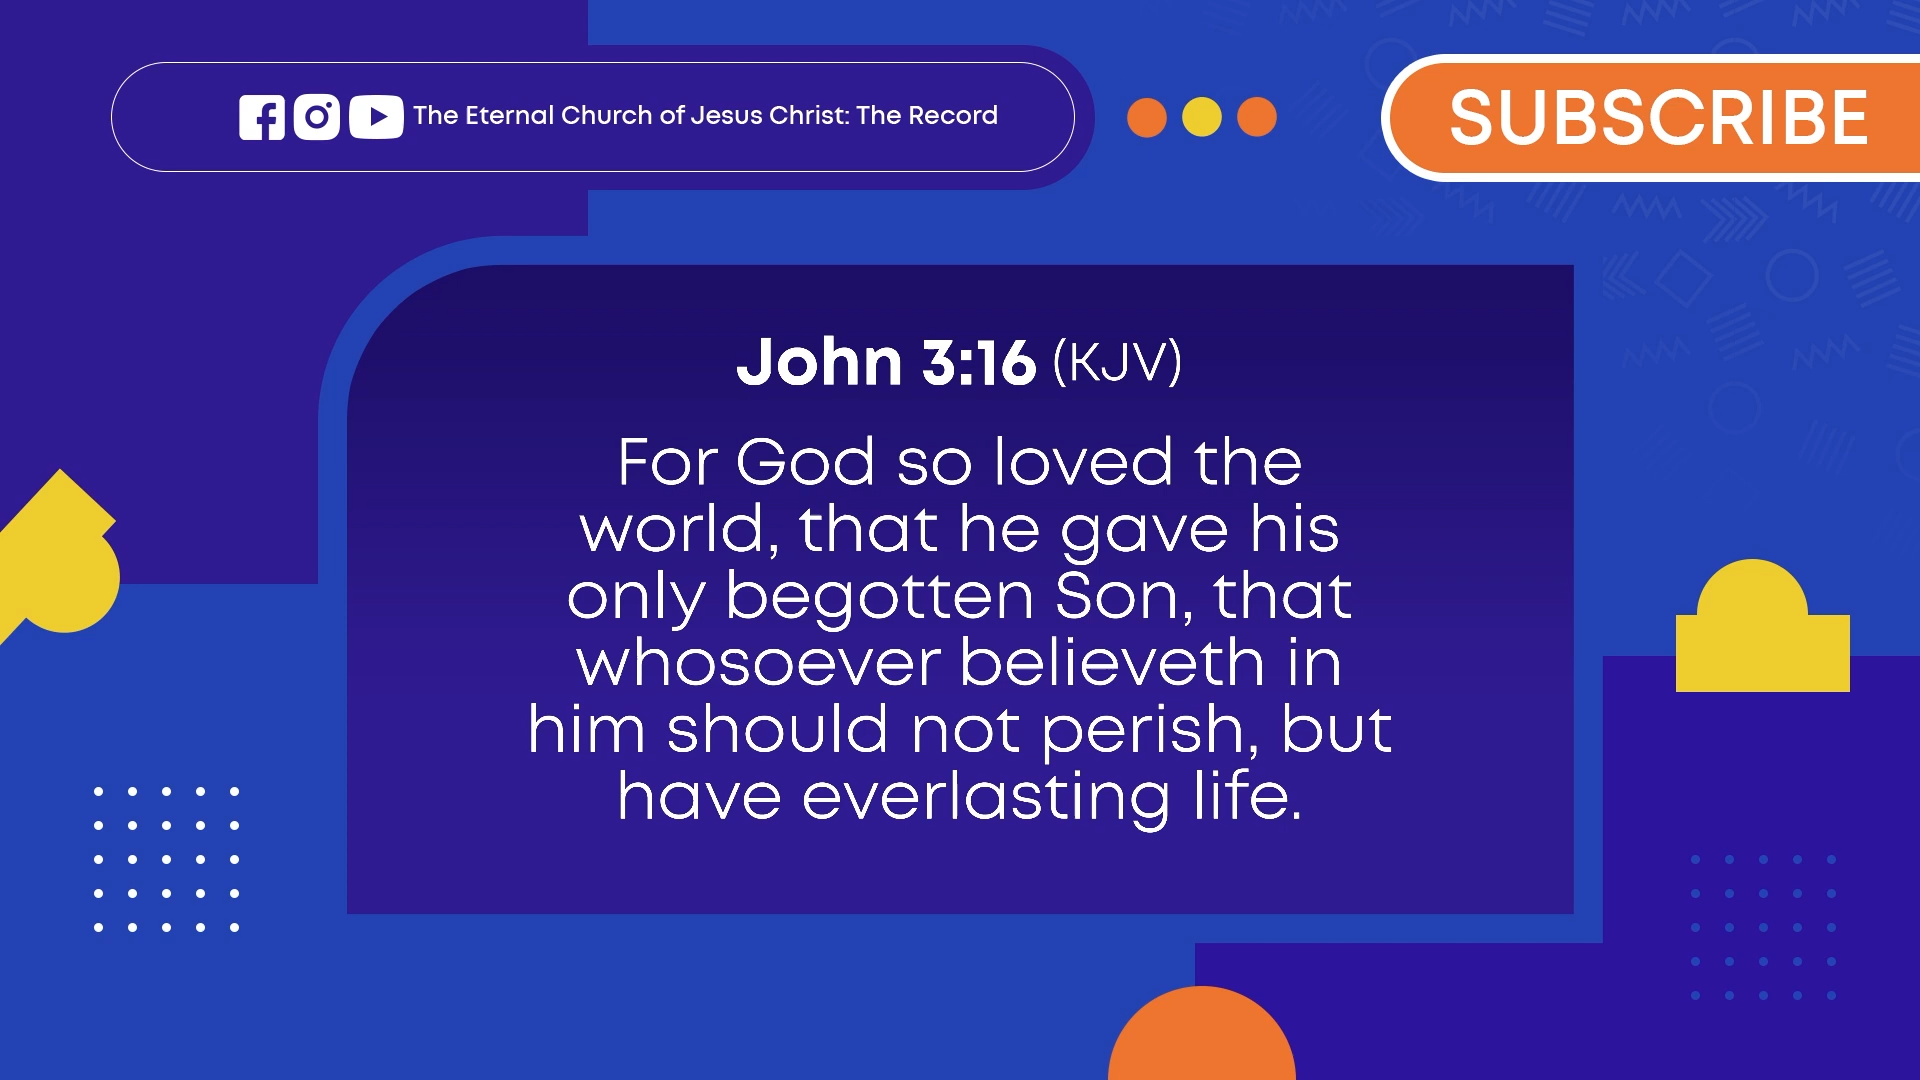 The Eternal Church of Jesus Christ: The Record
SUBSCRIBE
John 3:16 (KJV)
For God so loved the
world, that he gave his
only begotten Son, that
whosoever believeth in
him should not perish, but
have everlasting life.